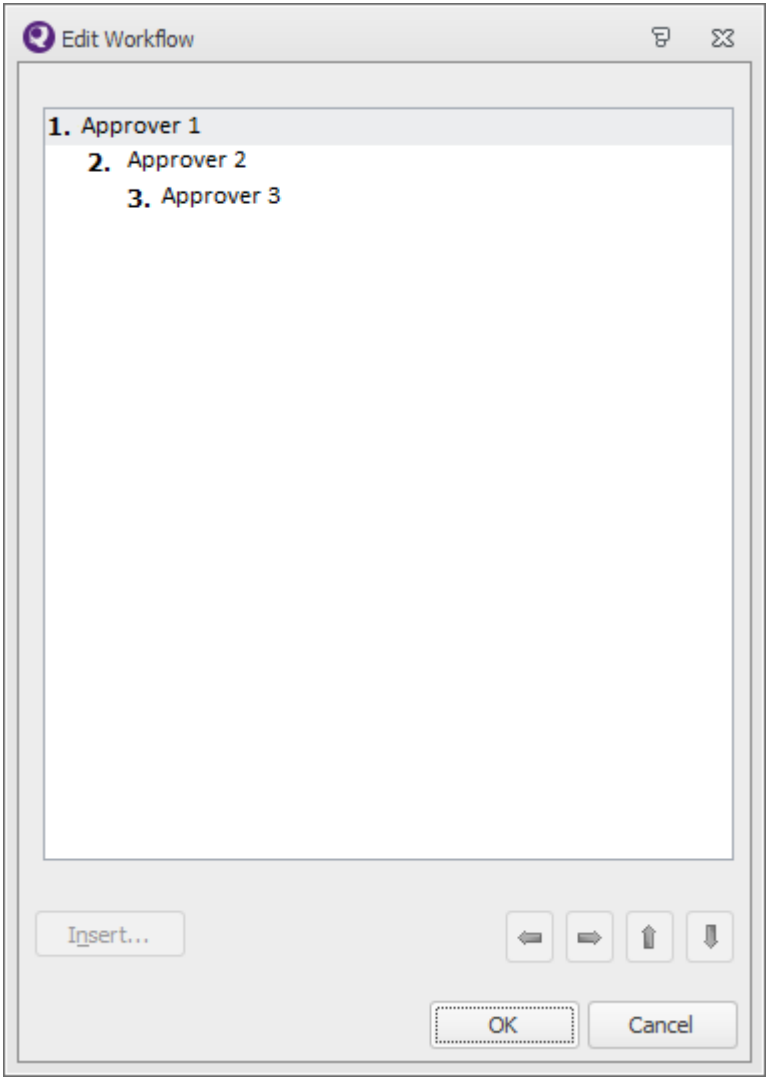 Edit Workflow
1. Approver 1
2. Approver 2
3. Approver 3
Insert...
OK
Cancel